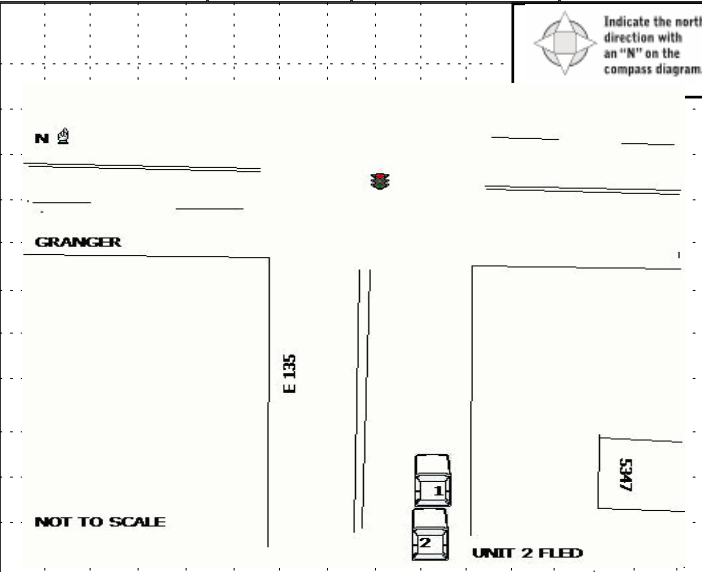 Indicate the north
direction with
an “N” on the
compass diagram.
N
GRANGER
E 135
5347
1
2
NOT TO SCALE
UNIT 2 FLED